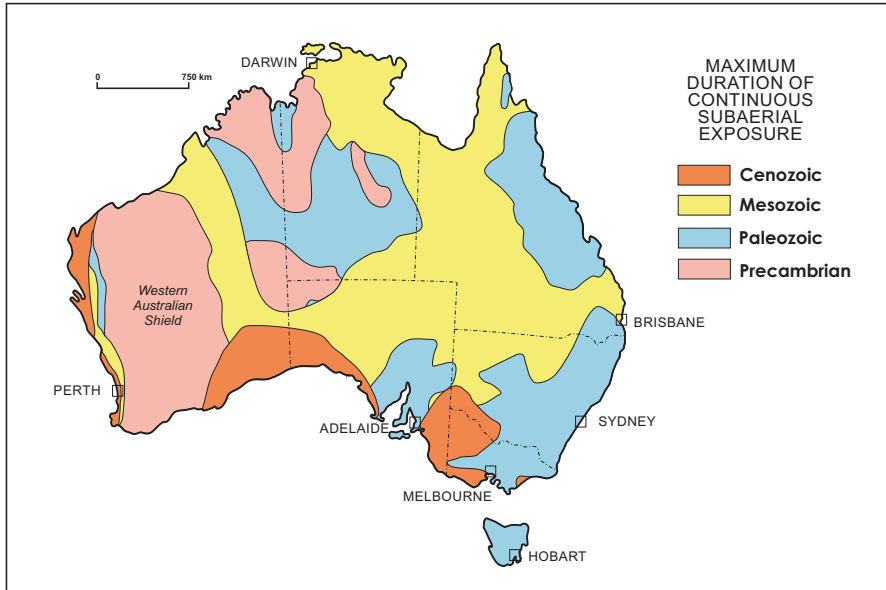 MAXIMUM
DURATION OF
CONTINUOUS
SUBAERIAL
EXPOSURE
Cenozoic
Mesozoic
Paleozoic
Precambrian
0 750 km
DARWIN
Western
Australian
Shield
BRISBANE
PERTH
ADELAIDE
SYDNEY
MELBOURNE
HOBART